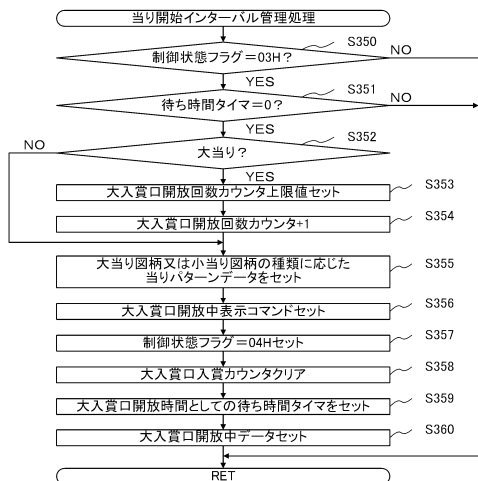 当り開始インターバル管理処理
S350
制御状態フラグ＝03H？
NO
YES
S351
待ち時間タイマ＝0？
NO
YES
S352
NO
大当り？
YES
S353
大入賞口開放回数カウンタ上限値セット
S354
大入賞口開放回数カウンタ+1
大当り図柄又は小当り図柄の種類に応じた
当りパターンデータをセット
S355
S356
大入賞口開放中表示コマンドセット
S357
制御状態フラグ＝04Hセット
S358
大入賞口入賞カウンタクリア
S359
大入賞口開放時間としての待ち時間タイマをセット
S360
大入賞口開放中データセット
RET